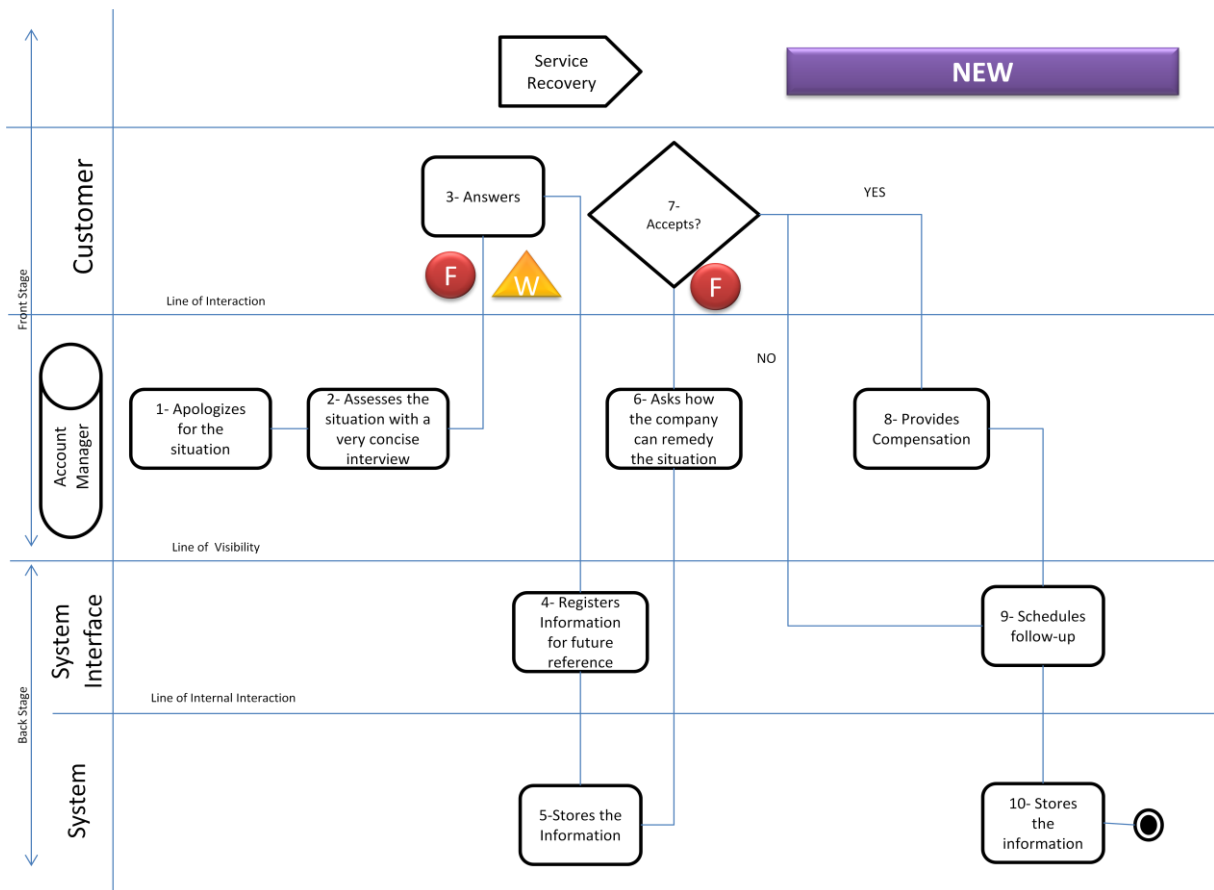 Service
Recovery
NEW
Customer
3- Answers
7-
Accepts?
YES
F
W
F
Line of Interaction
Front Stage
NO
Account
Manager
1- Apologizes
for the
situation
2- Assesses the
situation with a
very concise
interview
6- Asks how
the company
can remedy
the situation
8- Provides
Compensation
Line of  Visibility
System
Interface
4- Registers
Information
for future
reference
9- Schedules
follow-up
Line of Internal Interaction
Back Stage
System
5-Stores the
Information
10- Stores
the
information